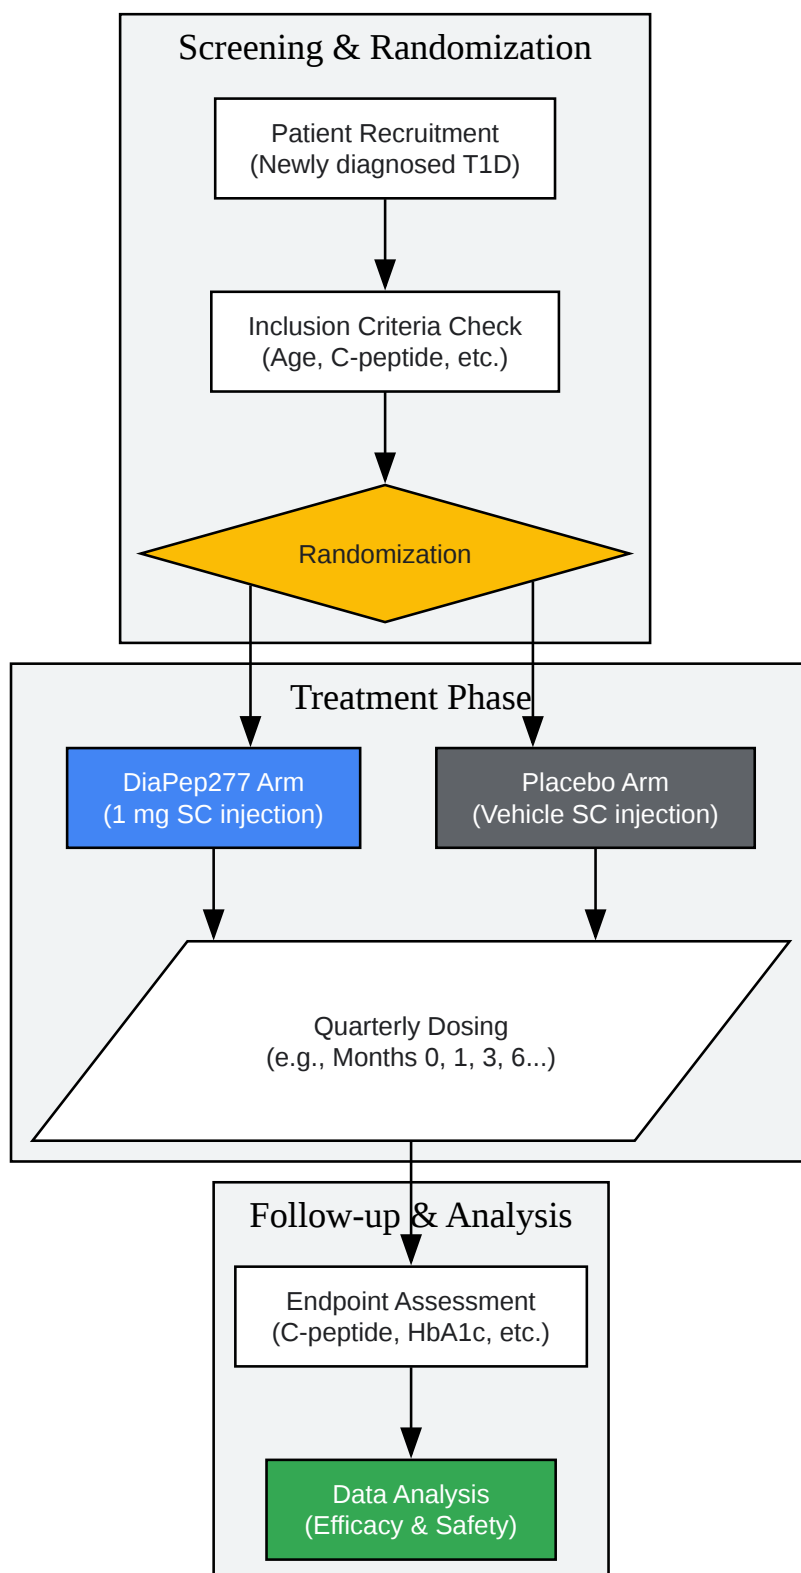 Screening & Randomization
Patient Recruitment
(Newly diagnosed T1D)
Inclusion Criteria Check
(Age, C-peptide, etc.)
Randomization
Treatment Phase
DiaPep277 Arm
(1 mg SC injection)
Placebo Arm
(Vehicle SC injection)
Quarterly Dosing
(e.g., Months 0, 1, 3, 6...)
Follow-up & Analysis
Endpoint Assessment
(C-peptide, HbA1c, etc.)
Data Analysis
(Efficacy & Safety)